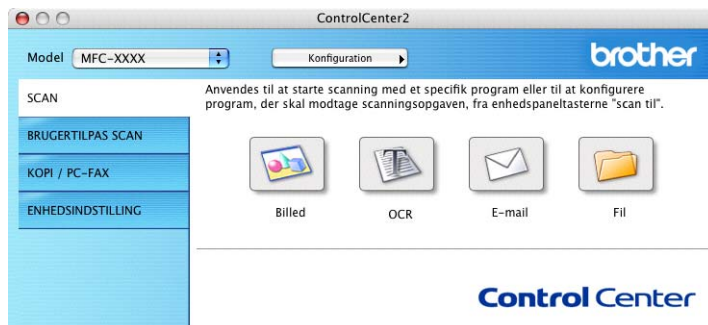 ControlCenter2
Model MFC-XXXX Konfiguration brother
SCAN
Anvendes til at starte scanning med et specifik program eller til at konfigurere
program, der skal modtage scanningsopgaven, fra enhedspaneltasterne "scan til".
BRUGERTILPAS SCAN
KOPI / PC-FAX
ENHEDSINDSTILLING
Billed OCR E-mail Fil
Control Center